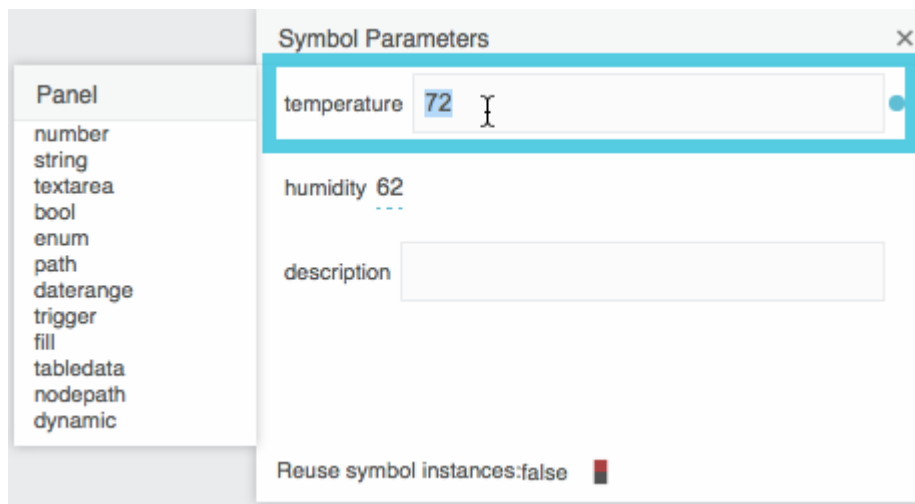 Symbol Parameters
Panel
number
string
textarea
bool
enum
path
daterange
trigger
fill
tabledata
nodepath
dynamic
temperature 72
humidity 62
description
Reuse symbol instances:false